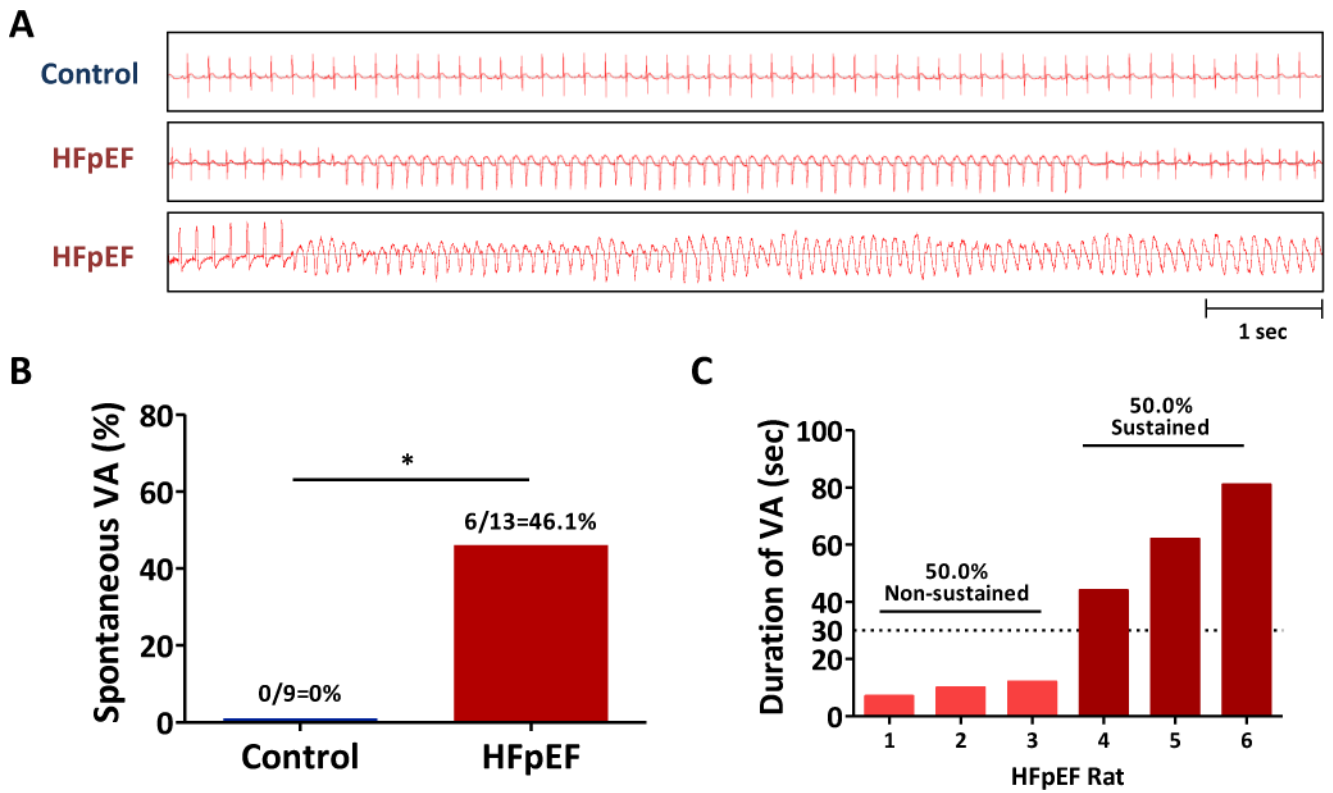 A
Control
HFpEF
HFpEF
1 sec
B
Spontaneous VA (%)
80
60
40
20
0
*
0/9=0%
6/13=46.1%
Control
HFpEF
C
Duration of VA (sec)
100
80
60
40
30
20
0
50.0%
Non-sustained
50.0%
Sustained
1 2 3 4 5 6
HFpEF Rat